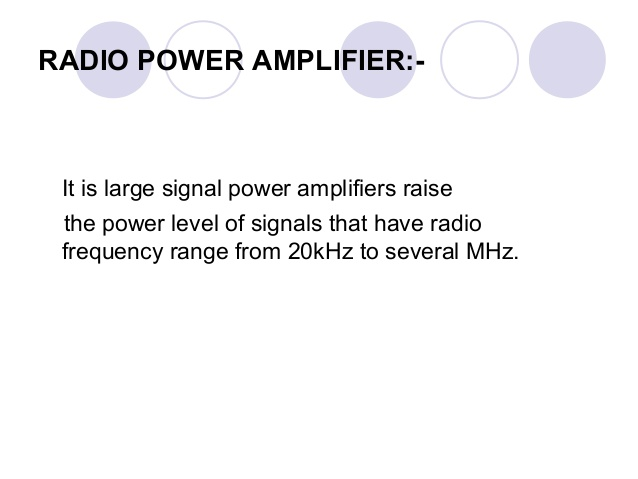 RADIO POWER AMPLIFIER:-
It is large signal power amplifiers raise
the power level of signals that have radio
frequency range from 20kHz to several MHz.